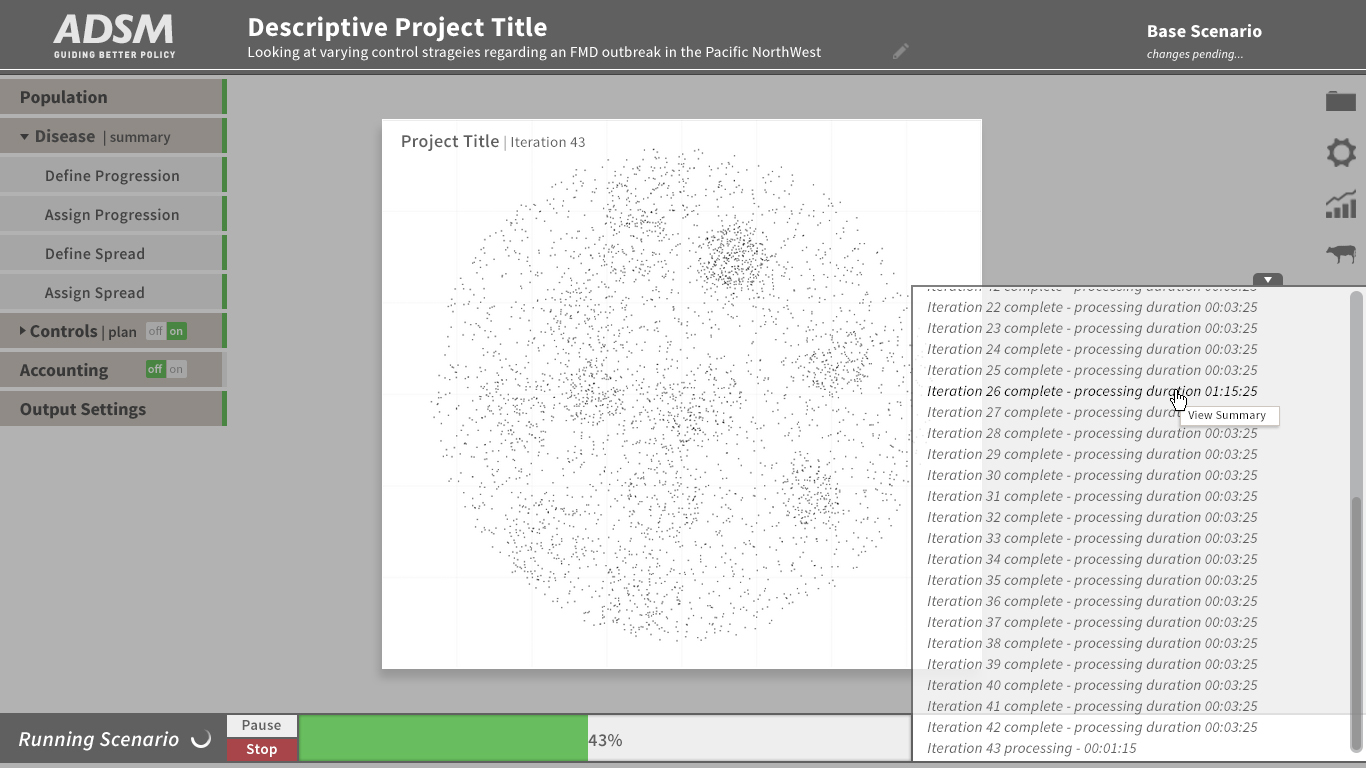 ADSM
GUIDING BETTER POLICY
Descriptive Project Title
Looking at varying control strageies regarding an FMD outbreak in the Pacific NorthWest
Base Scenario
changes pending...
Population
Disease | summary
Define Progression
Assign Progression
Define Spread
Assign Spread
Controls | plan off on
Accounting off on
Output Settings
Project Title | Iteration 43
Iteration 22 complete - processing duration 00:03:25
Iteration 23 complete - processing duration 00:03:25
Iteration 24 complete - processing duration 00:03:25
Iteration 25 complete - processing duration 00:03:25
Iteration 26 complete - processing duration 01:15:25
View Summary
Iteration 27 complete - processing
Iteration 28 complete - processing duration 00:03:25
Iteration 29 complete - processing duration 00:03:25
Iteration 30 complete - processing duration 00:03:25
Iteration 31 complete - processing duration 00:03:25
Iteration 32 complete - processing duration 00:03:25
Iteration 33 complete - processing duration 00:03:25
Iteration 34 complete - processing duration 00:03:25
Iteration 35 complete - processing duration 00:03:25
Iteration 36 complete - processing duration 00:03:25
Iteration 37 complete - processing duration 00:03:25
Iteration 38 complete - processing duration 00:03:25
Iteration 39 complete - processing duration 00:03:25
Iteration 40 complete - processing duration 00:03:25
Iteration 41 complete - processing duration 00:03:25
Iteration 42 complete - processing duration 00:03:25
Iteration 43 processing - 00:01:15
Running Scenario
Pause
Stop
43%